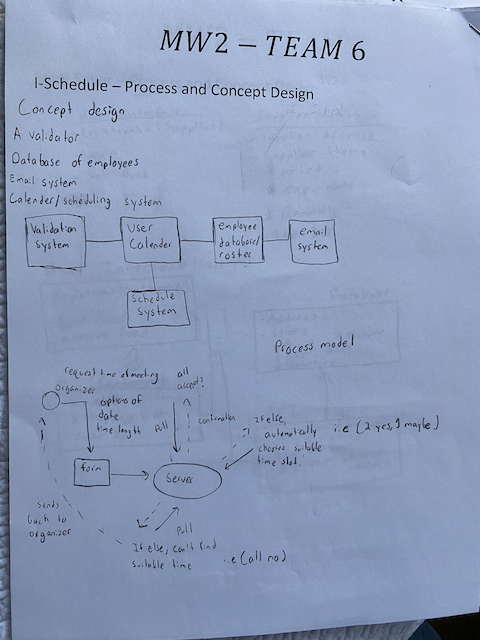 MW2 – TEAM 6
I-Schedule – Process and Concept Design
Concept design
A validator
Database of employees
Email system
Calender/scheduling system
Validation
System
User
Calender
employee
database/
roster
email
system
Schedule
System
Process model
request time of meeting
organizer
options of
date
time length
all
accept?
Pull
confirmation
If else,
automatically
chooses suitable
time slot.
i.e (2 yes, 1 maybe)
form
Server
Sends
back to
organizer
Pull
If else, can't find
suitable time
i.e (all no)